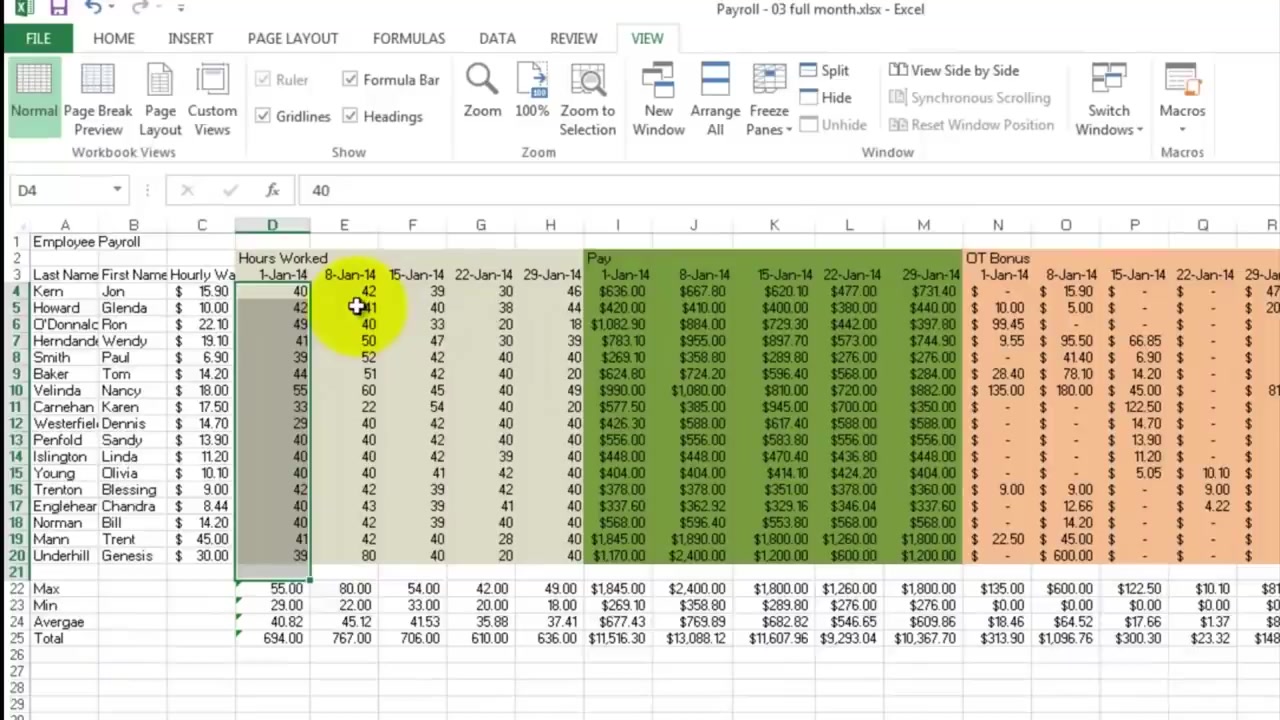 Payroll - 03 full month.xlsx - Excel
FILE HOME INSERT PAGE LAYOUT FORMULAS DATA REVIEW VIEW
Normal Page Break Preview Page Layout Custom Views
Workbook Views
Ruler Formula Bar
Gridlines Headings
Show
Zoom 100% Zoom to Selection
Zoom
New Window Arrange All Freeze Panes
Split
Hide
Unhide
View Side by Side
Synchronous Scrolling
Reset Window Position
Switch Windows
Window
Macros
Macros
D4 fx 40
A B C D E F G H I J K L M N O P Q R
1 Employee Payroll
2 Hours Worked Pay OT Bonus
3 Last Name First Name Hourly Wa 1-Jan-14 8-Jan-14 15-Jan-14 22-Jan-14 29-Jan-14 1-Jan-14 8-Jan-14 15-Jan-14 22-Jan-14 29-Jan-14 1-Jan-14 8-Jan-14 15-Jan-14 22-Jan-14 29-Jan
4 Kern Jon $ 15.90 40 42 39 30 46 $636.00 $667.80 $620.10 $477.00 $731.40 $ - $ 15.90 $ - $ - $ 47
5 Howard Glenda $ 10.00 42 41 40 38 44 $420.00 $410.00 $400.00 $380.00 $440.00 $ 10.00 $ 5.00 $ - $ - $ 20
6 O'Donnalc Ron $ 22.10 49 40 33 20 18 $1,082.90 $884.00 $729.30 $442.00 $397.80 $ 99.45 $ - $ - $ - $
7 Herndande Wendy $ 19.10 41 50 47 30 39 $783.10 $955.00 $897.70 $573.00 $744.90 $ 9.55 $ 95.50 $ 66.85 $ - $
8 Smith Paul $ 6.90 39 52 42 40 40 $269.10 $358.80 $289.80 $276.00 $276.00 $ - $ 41.40 $ 6.90 $ - $
9 Baker Tom $ 14.20 44 51 42 40 20 $624.80 $724.20 $596.40 $568.00 $284.00 $ 28.40 $ 78.10 $ 14.20 $ - $
10 Velinda Nancy $ 18.00 55 60 45 40 49 $990.00 $1,080.00 $810.00 $720.00 $882.00 $ 135.00 $ 180.00 $ 45.00 $ - $ 81
11 Carnehan Karen $ 17.50 33 22 54 40 20 $577.50 $385.00 $945.00 $700.00 $350.00 $ - $ - $ 122.50 $ - $
12 Westerfiel Dennis $ 14.70 29 40 42 40 40 $426.30 $588.00 $617.40 $588.00 $588.00 $ - $ - $ 14.70 $ - $
13 Penfold Sandy $ 13.90 40 40 42 40 40 $556.00 $556.00 $583.80 $556.00 $556.00 $ - $ - $ 13.90 $ - $
14 Islington Linda $ 11.20 40 40 42 39 40 $448.00 $448.00 $470.40 $436.80 $448.00 $ - $ - $ 11.20 $ - $
15 Young Olivia $ 10.10 40 40 41 42 40 $404.00 $404.00 $414.10 $424.20 $404.00 $ - $ - $ 5.05 $ 10.10 $
16 Trenton Blessing $ 9.00 42 42 39 42 40 $378.00 $378.00 $351.00 $378.00 $360.00 $ 9.00 $ 9.00 $ - $ 9.00 $
17 Englehear Chandra $ 8.44 40 43 39 41 40 $337.60 $362.92 $329.16 $346.04 $337.60 $ - $ 12.66 $ - $ 4.22 $
18 Norman Bill $ 14.20 40 42 39 40 40 $568.00 $596.40 $553.80 $568.00 $568.00 $ - $ 14.20 $ - $ - $
19 Mann Trent $ 45.00 41 42 40 28 40 $1,845.00 $1,890.00 $1,800.00 $1,260.00 $1,800.00 $ 22.50 $ 45.00 $ - $ - $
20 Underhill Genesis $ 30.00 39 80 40 20 40 $1,170.00 $2,400.00 $1,200.00 $600.00 $1,200.00 $ - $ 600.00 $ - $ - $
21
22 Max 55.00 80.00 54.00 42.00 49.00 $1,845.00 $2,400.00 $1,800.00 $1,260.00 $1,800.00 $135.00 $600.00 $122.50 $10.10 $81
23 Min 29.00 22.00 33.00 20.00 18.00 $269.10 $358.80 $289.80 $276.00 $276.00 $0.00 $0.00 $0.00 $0.00 $0
24 Avergae 40.82 45.12 41.53 35.88 37.41 $677.43 $769.89 $682.82 $546.65 $609.86 $18.46 $64.52 $17.66 $1.37 $8
25 Total 694.00 767.00 706.00 610.00 636.00 $11,516.30 $13,088.12 $11,607.96 $9,293.04 $10,367.70 $313.90 $1,096.76 $300.30 $23.32 $148
26
27
28
29